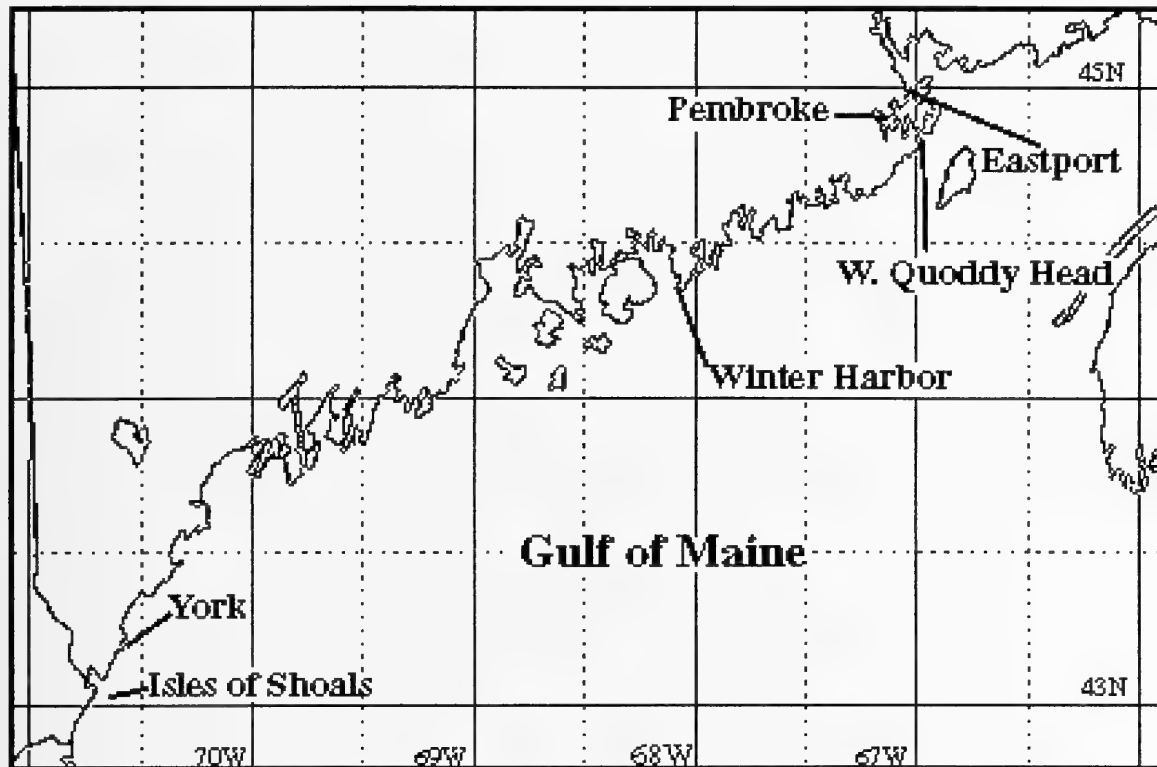 45N
Pembroke
Eastport
W. Quoddy Head
Winter Harbor
Gulf of Maine
York
Isles of Shoals
43N
70W
69W
68W
67W